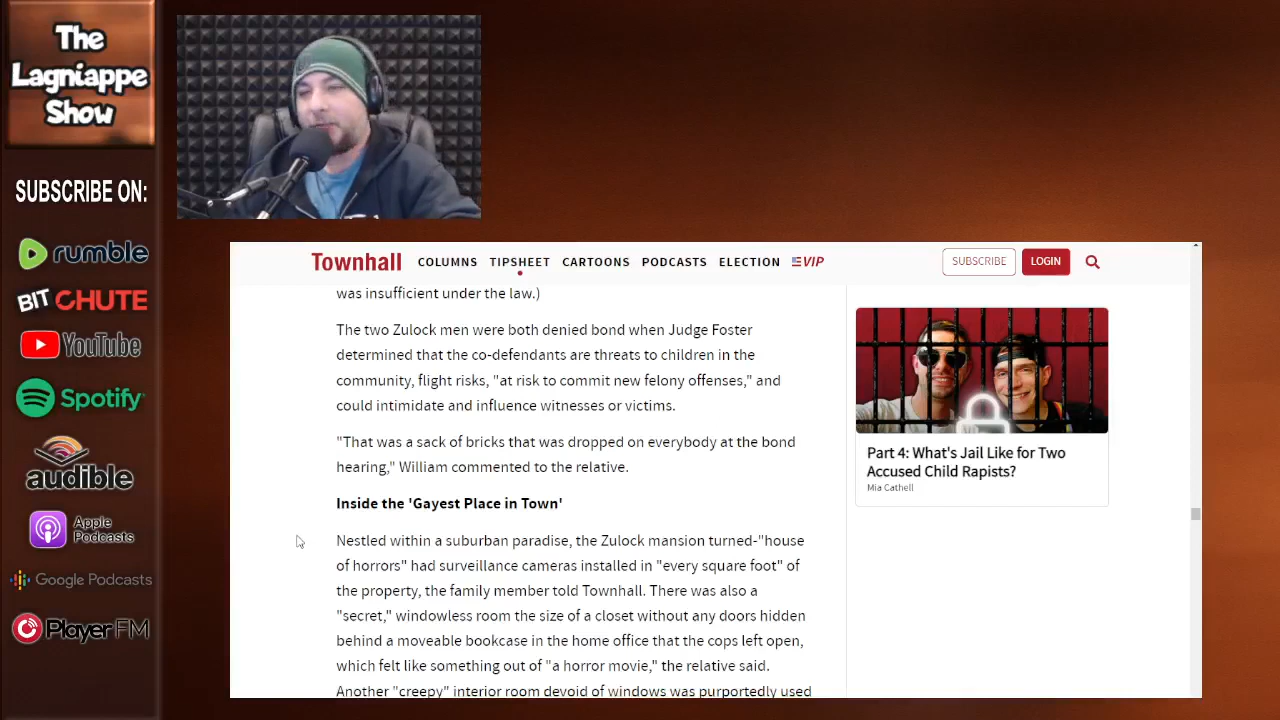 The
Lagniappe
Show
SUBSCRIBE ON:
rumble
BIT CHUTE
YouTube
Spotify
audible
Apple
Podcasts
Google Podcasts
Player FM
Townhall
COLUMNS
TIPSHEET
CARTOONS
PODCASTS
ELECTION
VIP
SUBSCRIBE
LOGIN
was insufficient under the law.)
The two Zulock men were both denied bond when Judge Foster
determined that the co-defendants are threats to children in the
community, flight risks, "at risk to commit new felony offenses," and
could intimidate and influence witnesses or victims.
"That was a sack of bricks that was dropped on everybody at the bond
hearing," William commented to the relative.
Inside the 'Gayest Place in Town'
Nestled within a suburban paradise, the Zulock mansion turned-"house
of horrors" had surveillance cameras installed in "every square foot" of
the property, the family member told Townhall. There was also a
"secret," windowless room the size of a closet without any doors hidden
behind a moveable bookcase in the home office that the cops left open,
which felt like something out of "a horror movie," the relative said.
Another "creepy" interior room devoid of windows was purportedly used
Part 4: What's Jail Like for Two
Accused Child Rapists?
Mia Cathell